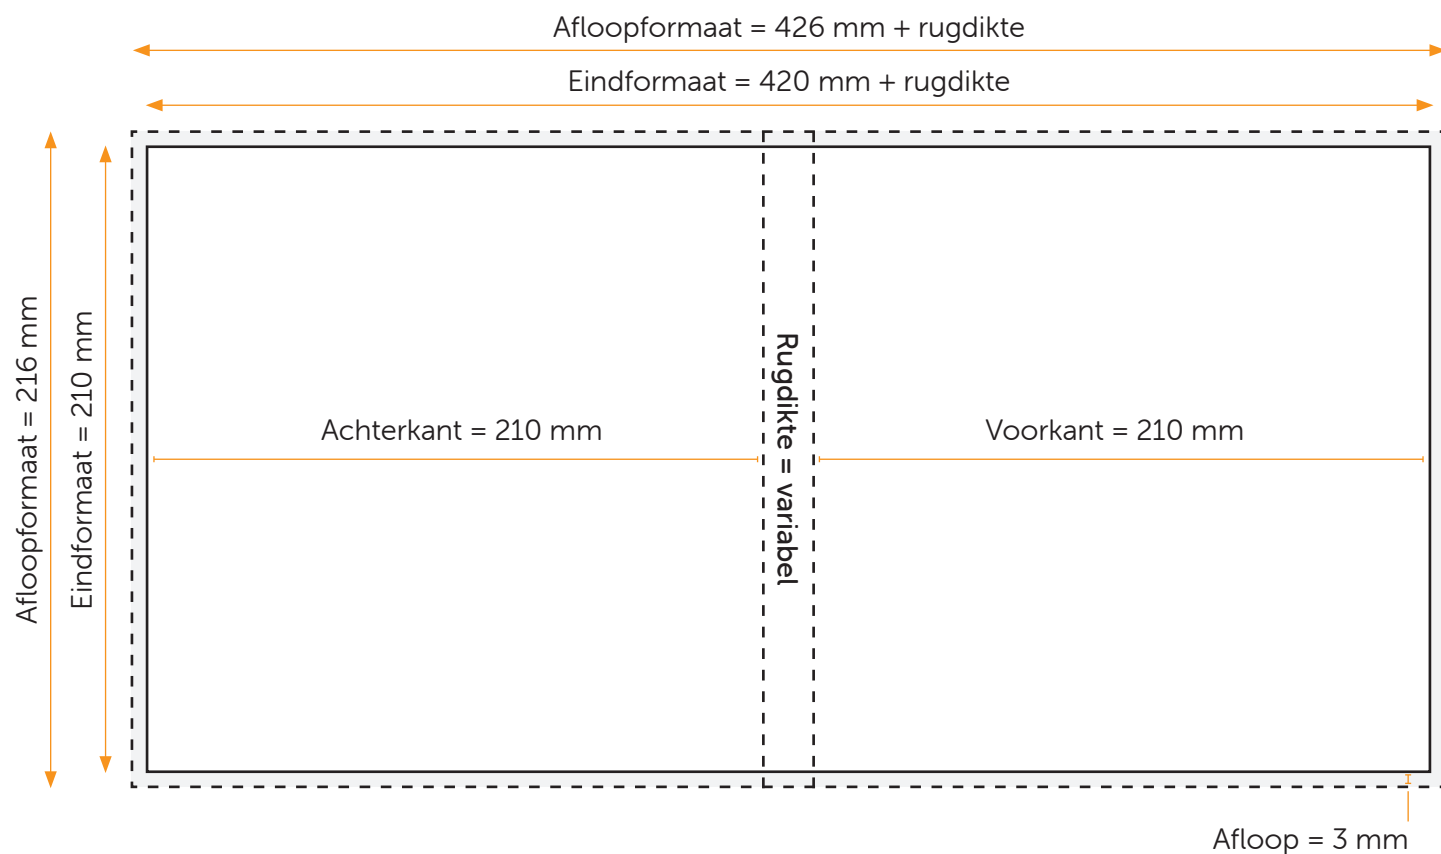 Afloopformaat = 426 mm + rugdikte
Eindformaat = 420 mm + rugdikte
Afloopformaat = 216 mm
Eindformaat = 210 mm
Achterkant = 210 mm
Rugdikte = variabel
Voorkant = 210 mm
Afloop = 3 mm